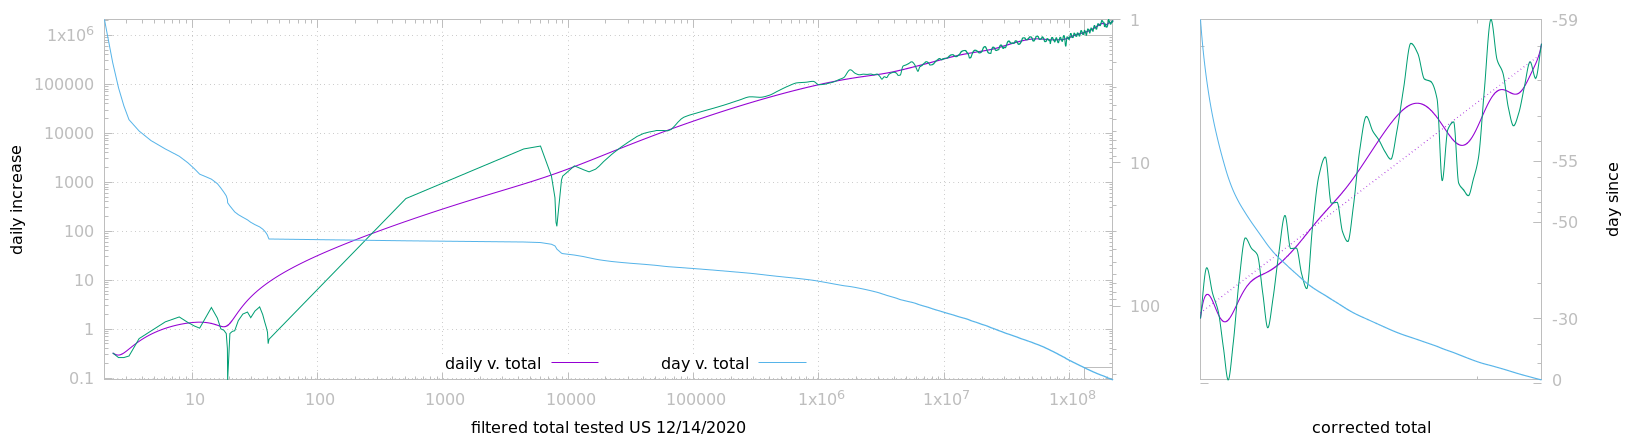 daily increase
1x10^6
100000
10000
1000
100
10
1
0.1
10
100
1000
10000
100000
1x10^6
1x10^7
1x10^8
1
10
100
daily v. total
day v. total
filtered total tested US 12/14/2020
-59
-55
-50
-30
0
day since
corrected total